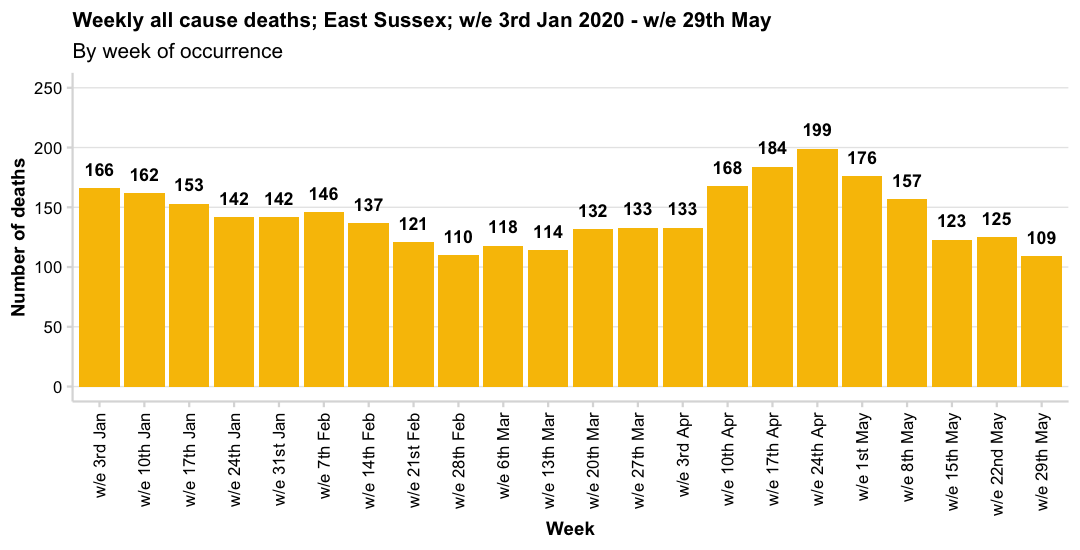 Weekly all cause deaths; East Sussex; w/e 3rd Jan 2020 - w/e 29th May
By week of occurrence
Number of deaths
250
200
150
100
50
0
166
162
153
142
142
146
137
121
110
118
114
132
133
133
168
184
199
176
157
123
125
109
w/e 3rd Jan
w/e 10th Jan
w/e 17th Jan
w/e 24th Jan
w/e 31st Jan
w/e 7th Feb
w/e 14th Feb
w/e 21st Feb
w/e 28th Feb
w/e 6th Mar
w/e 13th Mar
w/e 20th Mar
w/e 27th Mar
w/e 3rd Apr
w/e 10th Apr
w/e 17th Apr
w/e 24th Apr
w/e 1st May
w/e 8th May
w/e 15th May
w/e 22nd May
w/e 29th May
Week